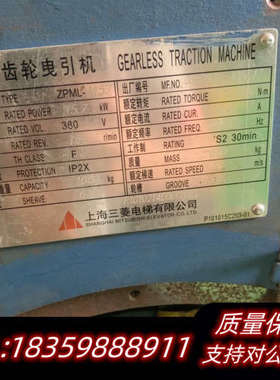 齿轮曳引机 GEARLESS TRACTION MACHINE
TYPE ZPML- 出厂编号 MF.NO.
RATED POWER kW 额定转矩 RATED TORQUE N·m
RATED VOL. 380 V 额定电流 RATED CUR. A
RATED REV. r/min 额定频率 RATED FREQ. Hz
TH CLASS F 工作制 S2 30min
PROTECTION IP2X 质量 MASS kg
CAPACITY kg 额定梯速 RATED SPEED m/s
SHEAVE 轮槽 GROOVE
上海三菱电梯有限公司
SHANGHAI MITSUBISHI ELEVATOR CO.LTD
质量保
:18359888911
支持对公